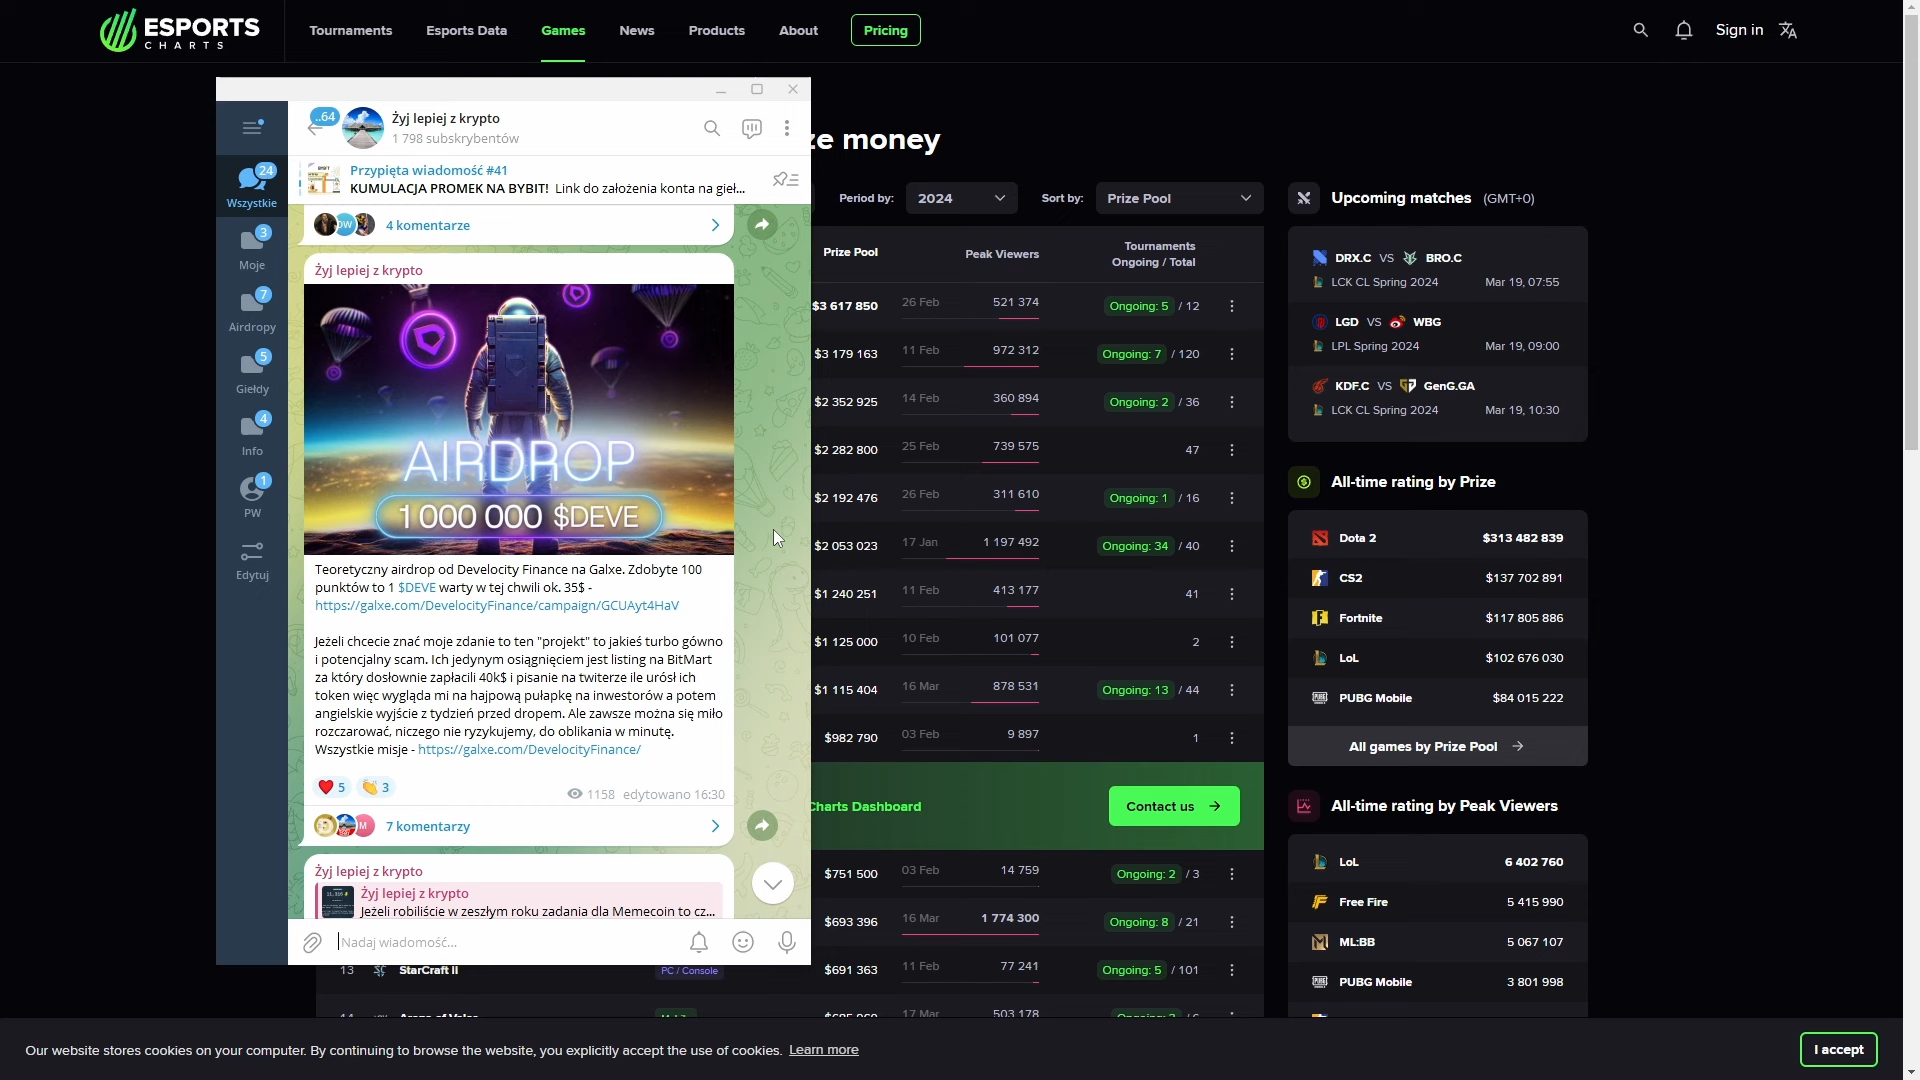 ESPORTS
CHARTS
Tournaments
Esports Data
Games
News
Products
About
Pricing
Sign in
ze money
Period by:
2024
Sort by:
Prize Pool
Prize Pool
Peak Viewers
Tournaments
Ongoing / Total
$3 617 850 26 Feb 521 374 Ongoing: 5 / 12
$3 179 163 11 Feb 972 312 Ongoing: 7 / 120
$2 352 925 14 Feb 360 894 Ongoing: 2 / 36
$2 282 800 25 Feb 739 575 47
$2 192 476 26 Feb 311 610 Ongoing: 1 / 16
$2 053 023 17 Jan 1 197 492 Ongoing: 34 / 40
$1 240 251 11 Feb 413 177 41
$1 125 000 10 Feb 101 077 2
$1 115 404 16 Mar 878 531 Ongoing: 13 / 44
$982 790 03 Feb 9 897 1
Charts Dashboard
Contact us
$751 500 03 Feb 14 759 Ongoing: 2 / 3
$693 396 16 Mar 1 774 300 Ongoing: 8 / 21
13 StarCraft II PC / Console $691 363 11 Feb 77 241 Ongoing: 5 / 101
17 Mar 503 178
..64
Żyj lepiej z krypto
1 798 subskrybentów
Przypięta wiadomość #41
KUMULACJA PROMEK NA BYBIT! Link do założenia konta na gieł...
24
Wszystkie
3
Moje
7
Airdropy
5
Giełdy
4
Info
1
PW
Edytuj
DW
4 komentarze
Żyj lepiej z krypto
AIRDROP
1 000 000 $DEVE
Teoretyczny airdrop od Develocity Finance na Galxe. Zdobyte 100
punktów to 1 $DEVE warty w tej chwili ok. 35$ -
https://galxe.com/DevelocityFinance/campaign/GCUAyt4HaV
Jeżeli chcecie znać moje zdanie to ten "projekt" to jakieś turbo gówno
i potencjalny scam. Ich jedynym osiągnięciem jest listing na BitMart
za który dosłownie zapłacili 40k$ i pisanie na twiterze ile urósł ich
token więc wygląda mi na hajpową pułapkę na inwestorów a potem
angielskie wyjście z tydzień przed dropem. Ale zawsze można się miło
rozczarować, niczego nie ryzykujemy, do oblikania w minutę.
Wszystkie misje - https://galxe.com/DevelocityFinance/
5
3
1158 edytowano 16:30
M
7 komentarzy
Żyj lepiej z krypto
Żyj lepiej z krypto
Jeżeli robiliście w zeszłym roku zadania dla Memecoin to cz...
Nadaj wiadomość...
Upcoming matches (GMT+0)
DRX.C VS BRO.C
LCK CL Spring 2024 Mar 19, 07:55
LGD VS WBG
LPL Spring 2024 Mar 19, 09:00
KDF.C VS GenG.GA
LCK CL Spring 2024 Mar 19, 10:30
All-time rating by Prize
Dota 2 $313 482 839
CS2 $137 702 891
Fortnite $117 805 886
LoL $102 676 030
PUBG Mobile $84 015 222
All games by Prize Pool
All-time rating by Peak Viewers
LoL 6 402 760
Free Fire 5 415 990
ML:BB 5 067 107
PUBG Mobile 3 801 998
Our website stores cookies on your computer. By continuing to browse the website, you explicitly accept the use of cookies. Learn more
I accept